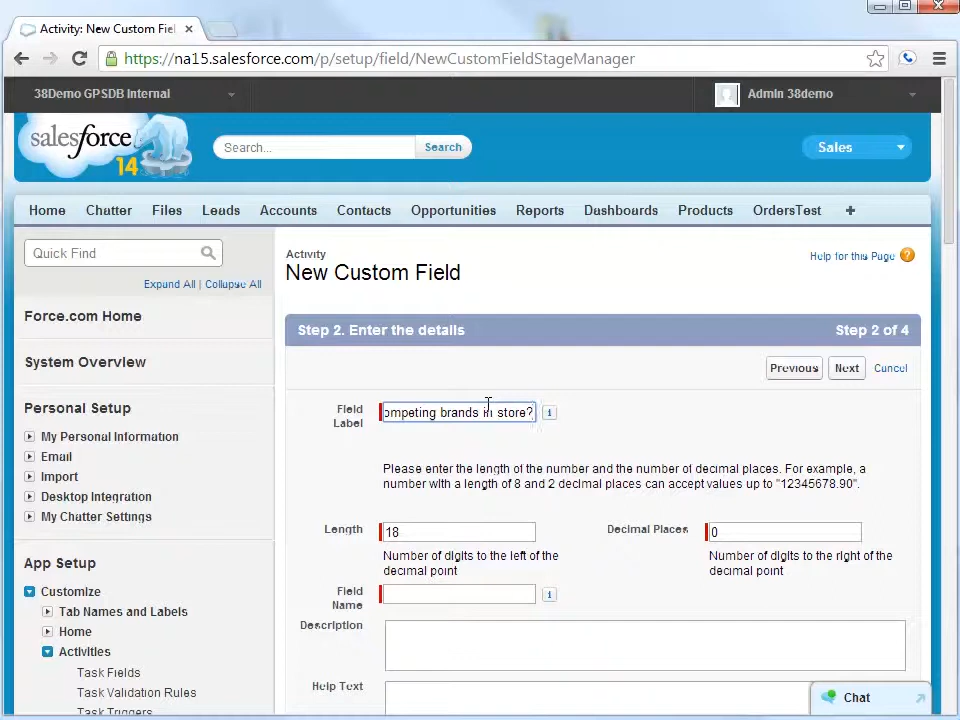 Activity: New Custom Fiel
https://na15.salesforce.com/p/setup/field/NewCustomFieldStageManager
38Demo GPSDB Internal
Admin 38demo
salesforce
14
Search...
Search
Sales
Home Chatter Files Leads Accounts Contacts Opportunities Reports Dashboards Products OrdersTest +
Quick Find
Expand All | Collapse All
Activity
New Custom Field
Help for this Page ?
Force.com Home
System Overview
Personal Setup
My Personal Information
Email
Import
Desktop Integration
My Chatter Settings
App Setup
Customize
Tab Names and Labels
Home
Activities
Task Fields
Task Validation Rules
Task Triggers
Step 2. Enter the details
Step 2 of 4
Previous Next Cancel
Field
Label
ompeting brands in store?
i
Please enter the length of the number and the number of decimal places. For example, a
number with a length of 8 and 2 decimal places can accept values up to "12345678.90".
Length
18
Decimal Places
0
Number of digits to the left of the
decimal point
Number of digits to the right of the
decimal point
Field
Name
i
Description
Help Text
Chat